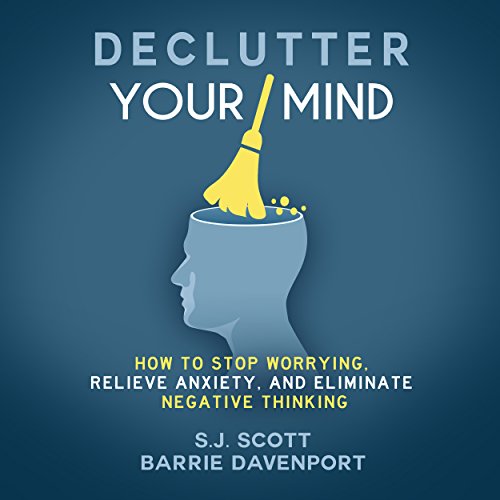 DECLUTTER
YOUR MIND
HOW TO STOP WORRYING,
RELIEVE ANXIETY, AND ELIMINATE
NEGATIVE THINKING
S.J. SCOTT
BARRIE DAVENPORT